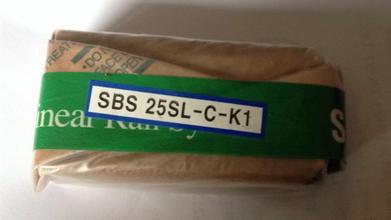 SBS 25SL-C-K1
inear Rail Sy
S